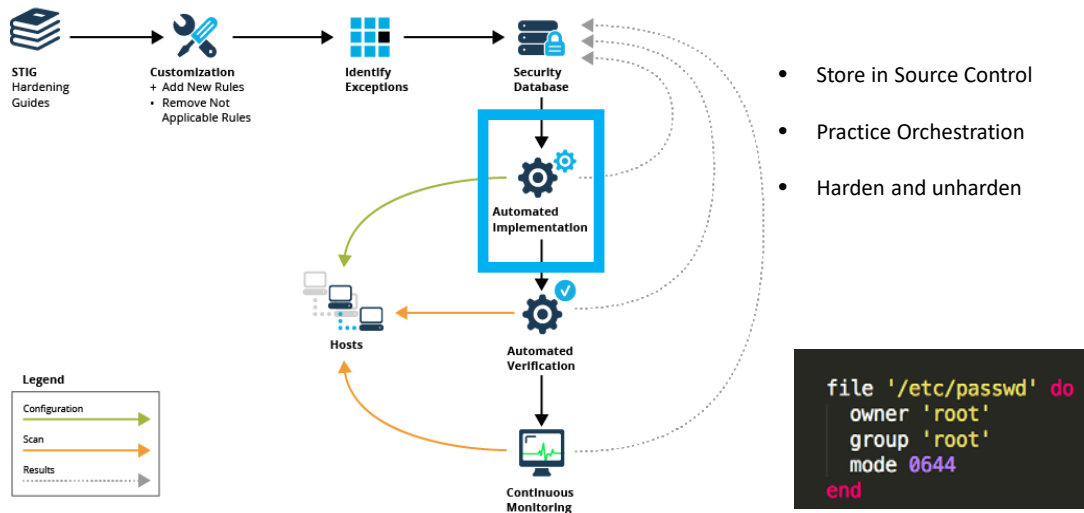 STIG
Hardening
Guides
Customization
+ Add New Rules
• Remove Not
Applicable Rules
Identify
Exceptions
Security
Database
• Store in Source Control
• Practice Orchestration
• Harden and unharden
Automated
Implementation
Hosts
Automated
Verification
Legend
Configuration
Scan
Results
Continuous
Monitoring
file '/etc/passwd' do
owner 'root'
group 'root'
mode 0644
end